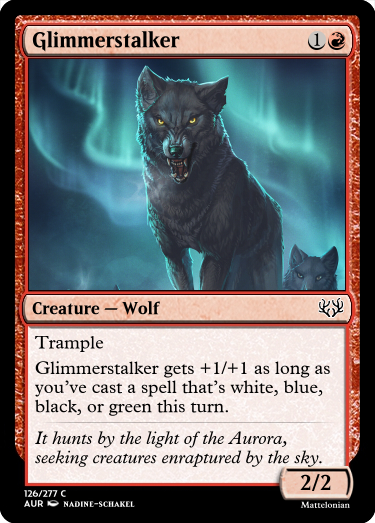 Glimmerstalker 1
Creature — Wolf
Trample
Glimmerstalker gets +1/+1 as long as
you've cast a spell that's white, blue,
black, or green this turn.
It hunts by the light of the Aurora,
seeking creatures enraptured by the sky.
2/2
126/277 C
AUR NADINE-SCHAKEL
Mattelonian